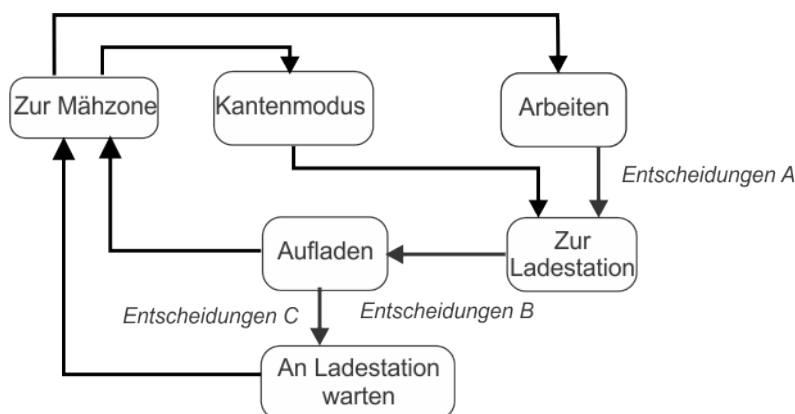 Zur Mähzone
Kantenmodus
Arbeiten
Entscheidungen A
Aufladen
Zur
Ladestation
Entscheidungen C
Entscheidungen B
An Ladestation
warten